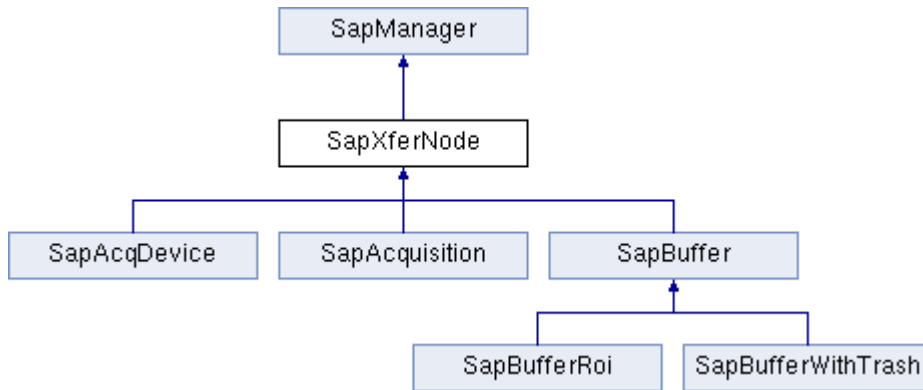 SapManager
SapXferNode
SapAcqDevice
SapAcquisition
SapBuffer
SapBufferRoi
SapBufferWithTrash